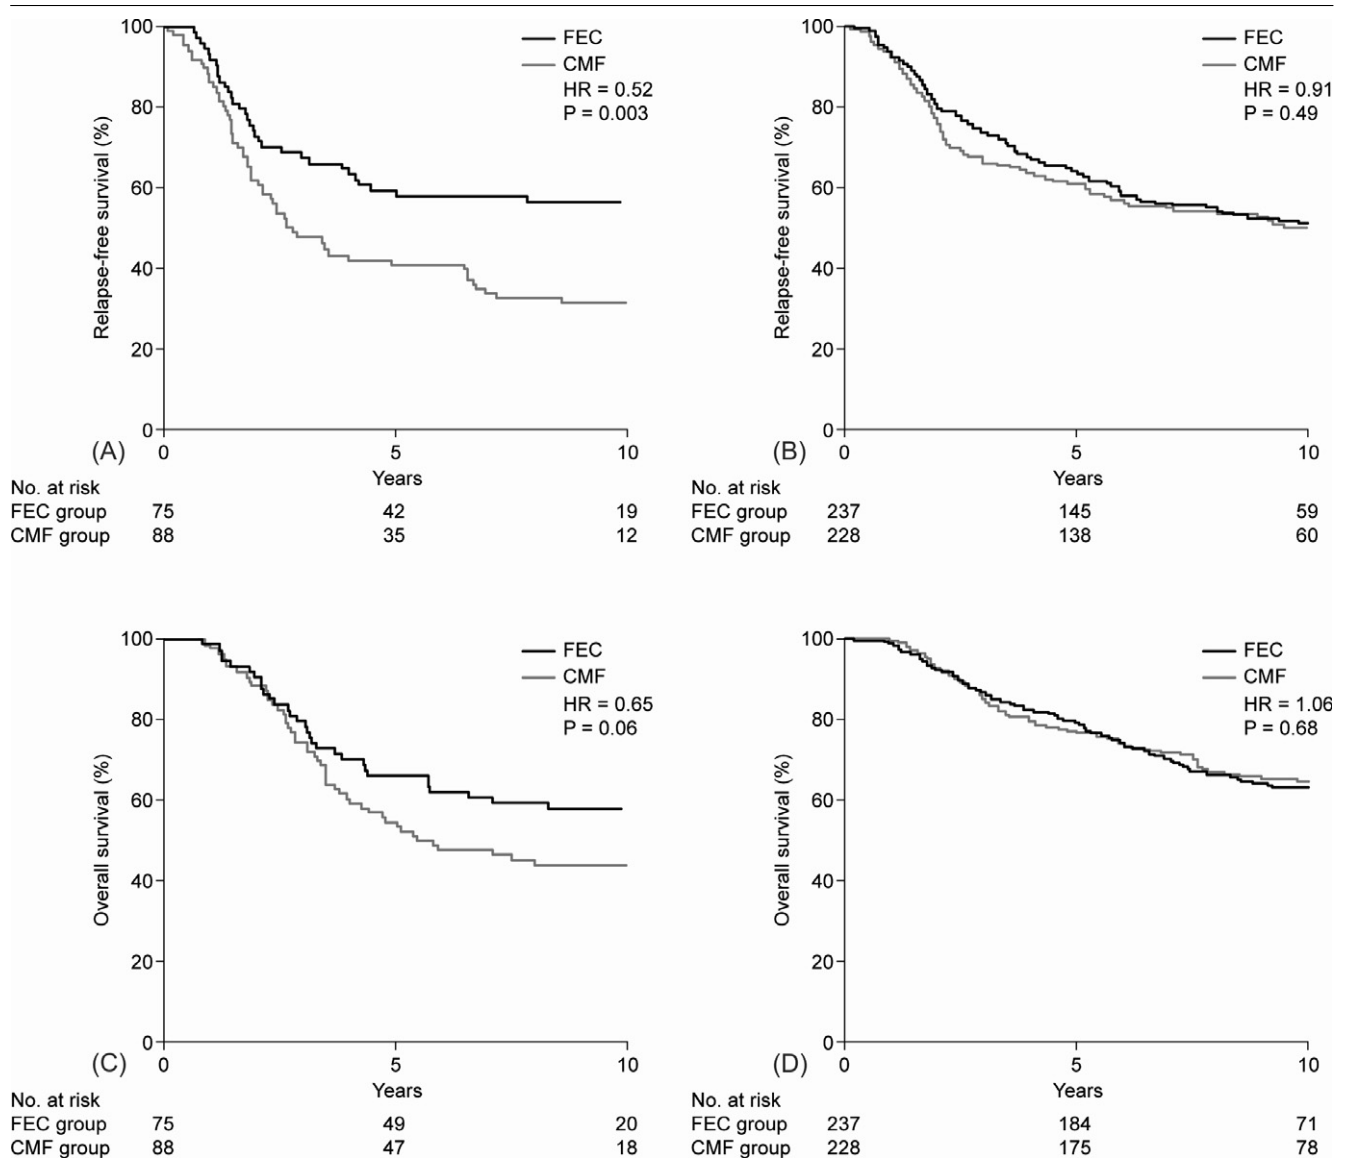 100
80
60
40
20
0
Relapse-free survival (%)
FEC
CMF
HR = 0.52
P = 0.003
(A)
0 5 10
Years
No. at risk
FEC group 75 42 19
CMF group 88 35 12
100
80
60
40
20
0
Relapse-free survival (%)
FEC
CMF
HR = 0.91
P = 0.49
(B)
0 5 10
Years
No. at risk
FEC group 237 145 59
CMF group 228 138 60
100
80
60
40
20
0
Overall survival (%)
FEC
CMF
HR = 0.65
P = 0.06
(C)
0 5 10
Years
No. at risk
FEC group 75 49 20
CMF group 88 47 18
100
80
60
40
20
0
Overall survival (%)
FEC
CMF
HR = 1.06
P = 0.68
(D)
0 5 10
Years
No. at risk
FEC group 237 184 71
CMF group 228 175 78